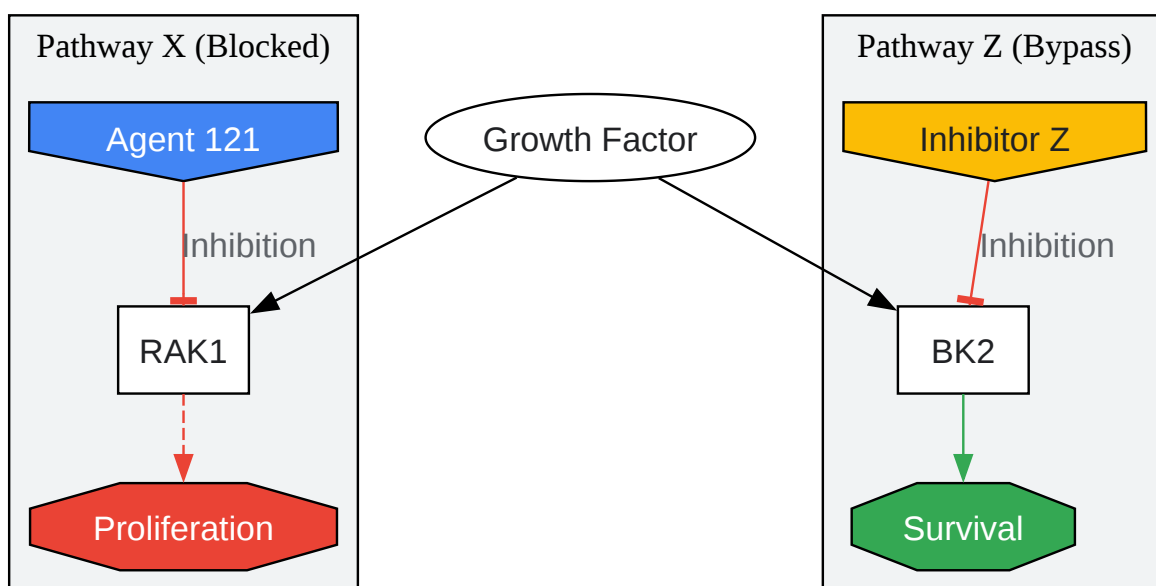 Pathway X (Blocked)
Pathway Z (Bypass)
Agent 121
Growth Factor
Inhibitor Z
Inhibition
Inhibition
RAK1
BK2
Proliferation
Survival